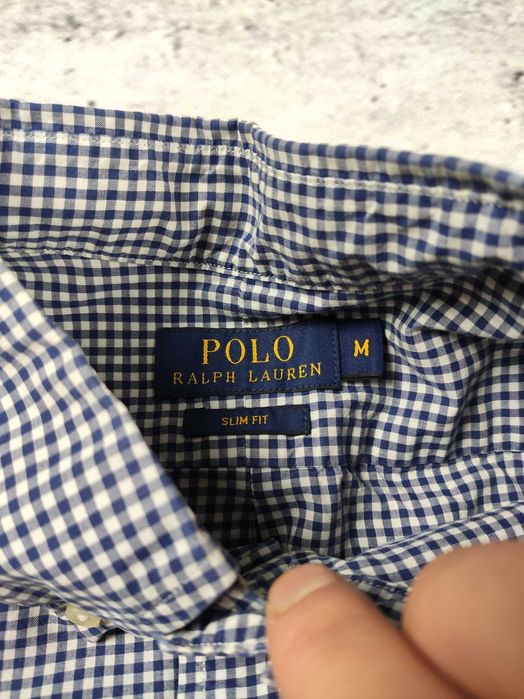 POLO
RALPH LAUREN
M
SLIM FIT